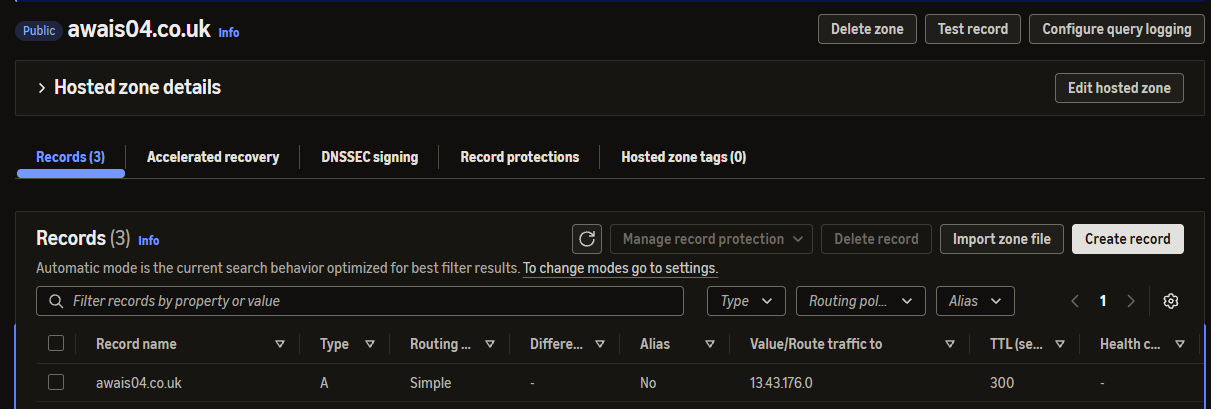 Public awais04.co.uk Info Delete zone Test record Configure query logging
Hosted zone details Edit hosted zone
Records (3) Accelerated recovery DNSSEC signing Record protections Hosted zone tags (0)
Records (3) Info Manage record protection Delete record Import zone file Create record
Automatic mode is the current search behavior optimized for best filter results. To change modes go to settings.
Filter records by property or value Type Routing pol... Alias 1
Record name Type Routing ... Differe... Alias Value/Route traffic to TTL (se... Health c...
awais04.co.uk A Simple - No 13.43.176.0 300 -